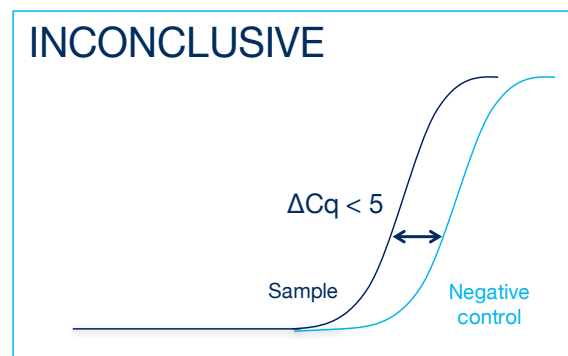 INCONCLUSIVE
ΔCq < 5
Sample
Negative
control